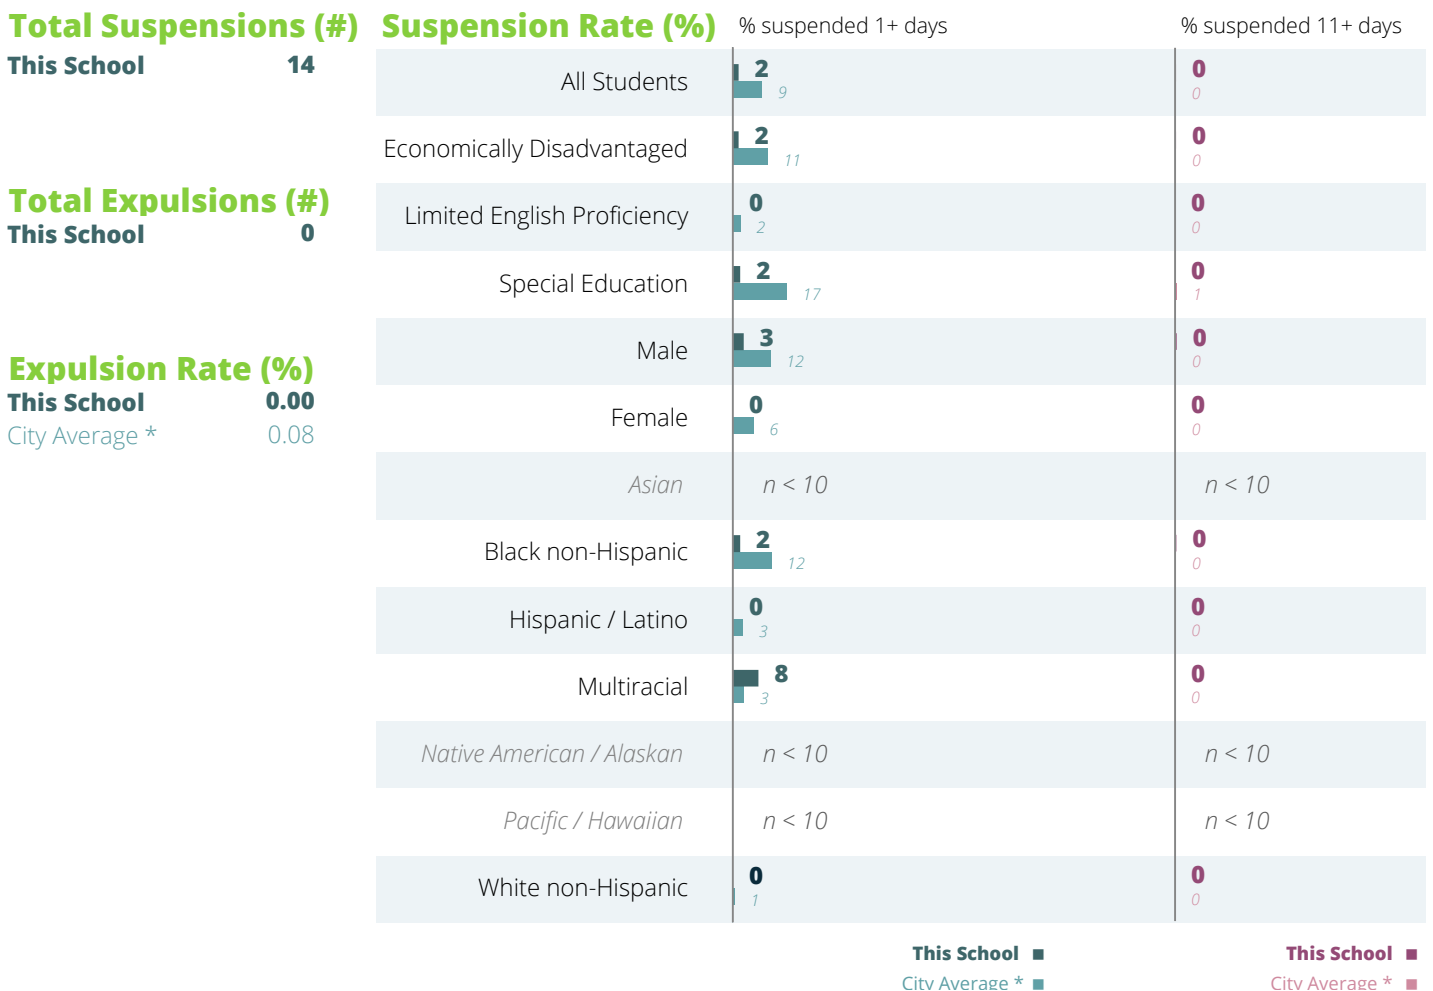 Total Suspensions (#)
This School 14
Total Expulsions (#)
This School 0
Expulsion Rate (%)
This School 0.00
City Average * 0.08
Suspension Rate (%) % suspended 1+ days % suspended 11+ days
All Students 2 0
9 0
Economically Disadvantaged 2 0
11 0
Limited English Proficiency 0 0
2 0
Special Education 2 0
17 1
Male 3 0
12 0
Female 0 0
6 0
Asian n < 10 n < 10
Black non-Hispanic 2 0
12 0
Hispanic / Latino 0 0
3 0
Multiracial 8 0
3 0
Native American / Alaskan n < 10 n < 10
Pacific / Hawaiian n < 10 n < 10
White non-Hispanic 0 0
1 0
This School This School
City Average * City Average *